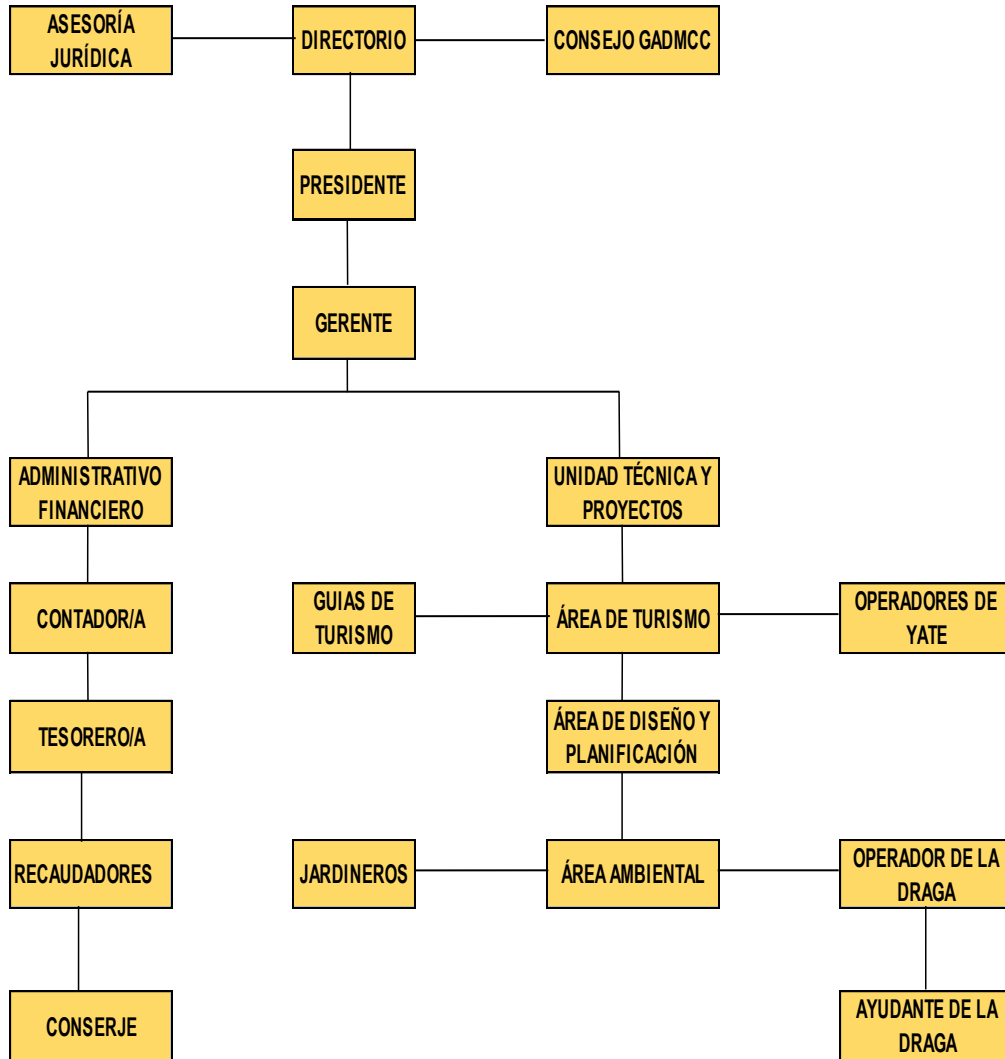 ASESORÍA
JURÍDICA
DIRECTORIO
CONSEJO GADMCC
PRESIDENTE
GERENTE
ADMINISTRATIVO
FINANCIERO
UNIDAD TÉCNICA Y
PROYECTOS
CONTADOR/A
GUIAS DE
TURISMO
ÁREA DE TURISMO
OPERADORES DE
YATE
TESORERO/A
ÁREA DE DISEÑO Y
PLANIFICACIÓN
RECAUDADORES
JARDINEROS
ÁREA AMBIENTAL
OPERADOR DE LA
DRAGA
CONSERJE
AYUDANTE DE LA
DRAGA